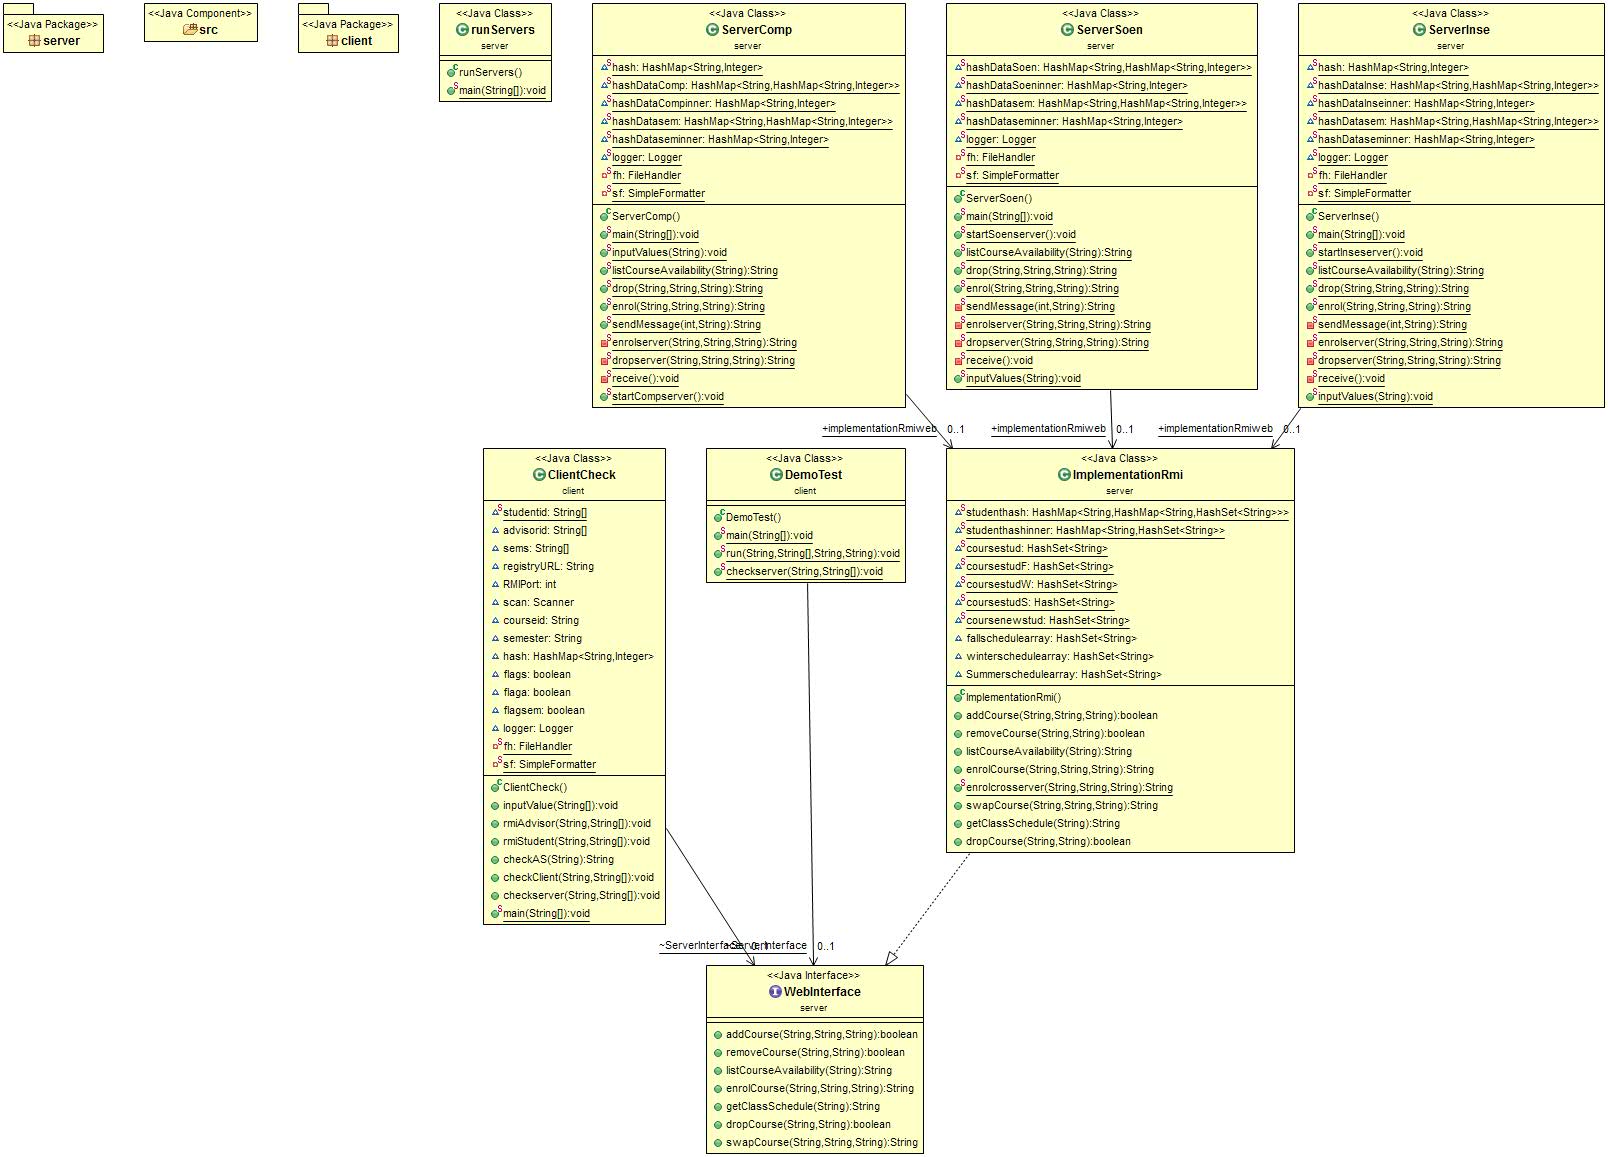 <<Java Package>>
server
<<Java Component>>
src
<<Java Package>>
client
<<Java Class>>
runServers
server
runServers()
main(String[]):void
<<Java Class>>
ServerComp
server
hash: HashMap<String,Integer>
hashDataComp: HashMap<String,HashMap<String,Integer>>
hashDataCompinner: HashMap<String,Integer>
hashDatasem: HashMap<String,HashMap<String,Integer>>
hashDataseminner: HashMap<String,Integer>
logger: Logger
fh: FileHandler
sf: SimpleFormatter
ServerComp()
main(String[]):void
inputValues(String):void
listCourseAvailability(String):String
drop(String,String,String):String
enrol(String,String,String):String
sendMessage(int,String):String
enrolserver(String,String,String):String
dropserver(String,String,String):String
receive():void
startCompserver():void
<<Java Class>>
ServerSoen
server
hashDataSoen: HashMap<String,HashMap<String,Integer>>
hashDataSoeninner: HashMap<String,Integer>
hashDatasem: HashMap<String,HashMap<String,Integer>>
hashDataseminner: HashMap<String,Integer>
logger: Logger
fh: FileHandler
sf: SimpleFormatter
ServerSoen()
main(String[]):void
startSoenserver():void
listCourseAvailability(String):String
drop(String,String,String):String
enrol(String,String,String):String
sendMessage(int,String):String
enrolserver(String,String,String):String
dropserver(String,String,String):String
receive():void
inputValues(String):void
<<Java Class>>
ServerInse
server
hash: HashMap<String,Integer>
hashDataInse: HashMap<String,HashMap<String,Integer>>
hashDataInseinner: HashMap<String,Integer>
hashDatasem: HashMap<String,HashMap<String,Integer>>
hashDataseminner: HashMap<String,Integer>
logger: Logger
fh: FileHandler
sf: SimpleFormatter
ServerInse()
main(String[]):void
startInseserver():void
listCourseAvailability(String):String
drop(String,String,String):String
enrol(String,String,String):String
sendMessage(int,String):String
enrolserver(String,String,String):String
dropserver(String,String,String):String
receive():void
inputValues(String):void
+implementationRmiweb 0..1
+implementationRmiweb 0..1
+implementationRmiweb 0..1
<<Java Class>>
ClientCheck
client
studentid: String[]
advisorid: String[]
sems: String[]
registryURL: String
RMIPort: int
scan: Scanner
courseid: String
semester: String
hash: HashMap<String,Integer>
flags: boolean
flaga: boolean
flagsem: boolean
logger: Logger
fh: FileHandler
sf: SimpleFormatter
ClientCheck()
inputValue(String[]):void
rmiAdvisor(String,String[]):void
rmiStudent(String,String[]):void
checkAS(String):String
checkClient(String,String[]):void
checkserver(String,String[]):void
main(String[]):void
<<Java Class>>
DemoTest
client
DemoTest()
main(String[]):void
run(String,String[],String,String):void
checkserver(String,String[]):void
<<Java Class>>
ImplementationRmi
server
studenthash: HashMap<String,HashMap<String,HashSet<String>>>
studenthashinner: HashMap<String,HashSet<String>>
coursestud: HashSet<String>
coursestudF: HashSet<String>
coursestudW: HashSet<String>
coursestudS: HashSet<String>
coursenewstud: HashSet<String>
fallschedulearray: HashSet<String>
winterschedulearray: HashSet<String>
Summerschedulearray: HashSet<String>
ImplementationRmi()
addCourse(String,String,String):boolean
removeCourse(String,String):boolean
listCourseAvailability(String):String
enrolCourse(String,String,String):String
enrolcrosserver(String,String,String):String
swapCourse(String,String,String):String
getClassSchedule(String):String
dropCourse(String,String):boolean
~ServerInterface 0..1
~ServerInterface 0..1
<<Java Interface>>
WebInterface
server
addCourse(String,String,String):boolean
removeCourse(String,String):boolean
listCourseAvailability(String):String
enrolCourse(String,String,String):String
getClassSchedule(String):String
dropCourse(String,String):boolean
swapCourse(String,String,String):String